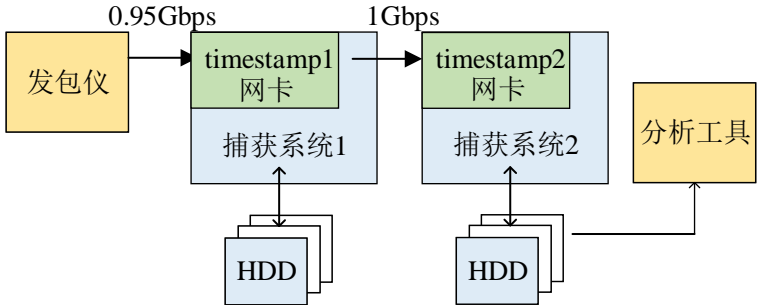 0.95Gbps
1Gbps
发包仪
timestamp1
网卡
捕获系统1
timestamp2
网卡
捕获系统2
分析工具
HDD
HDD